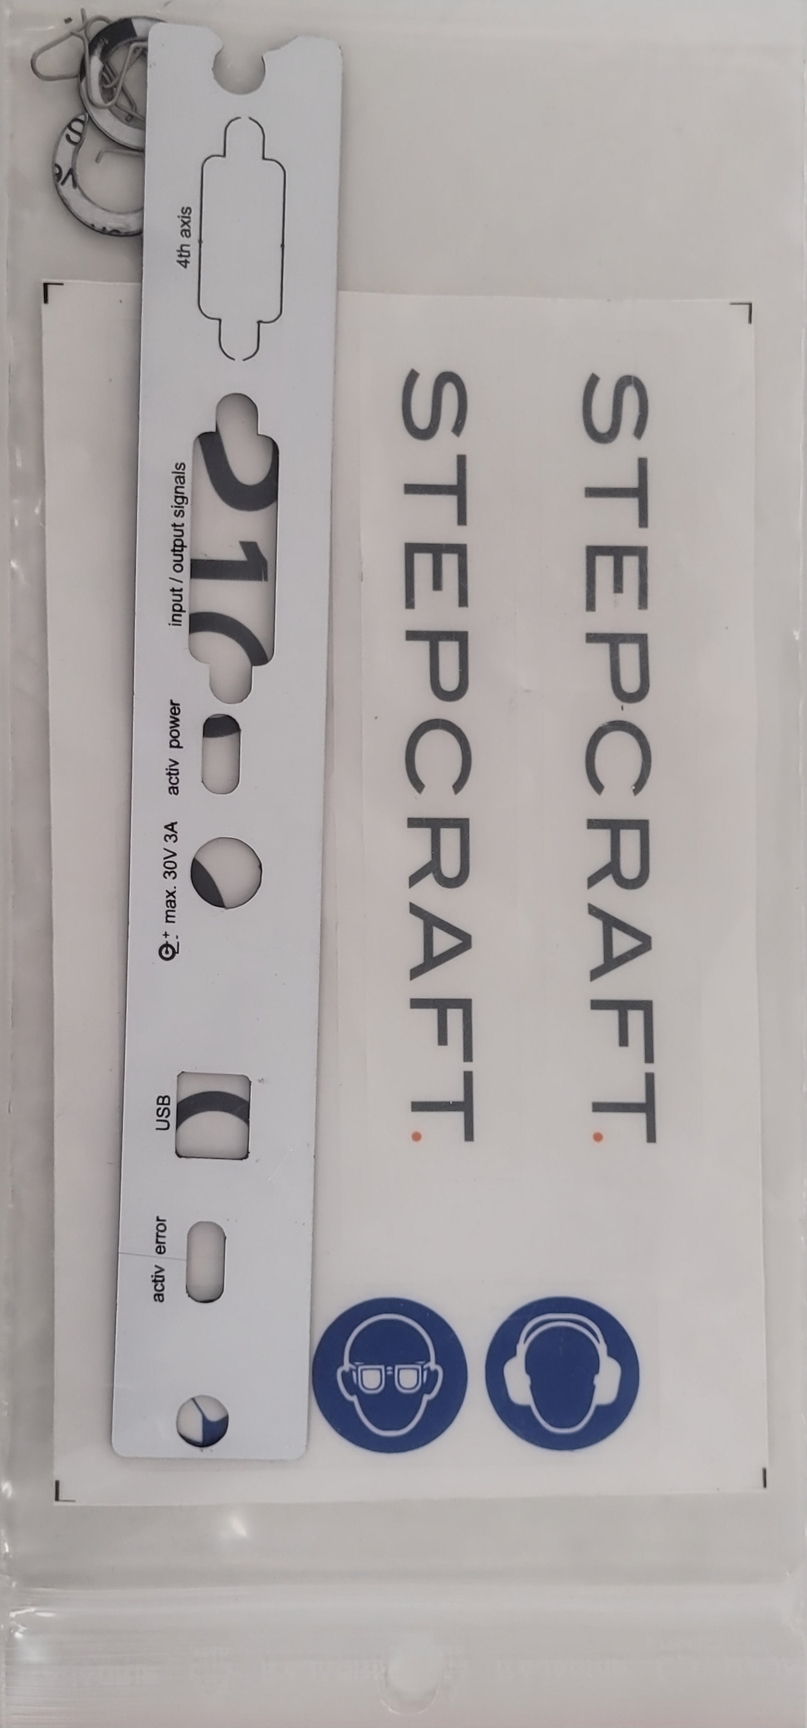 4th axis
input / output signals
activ power
max. 30V 3A
USB
activ error
STEPCRAFT.
STEPCRAFT.